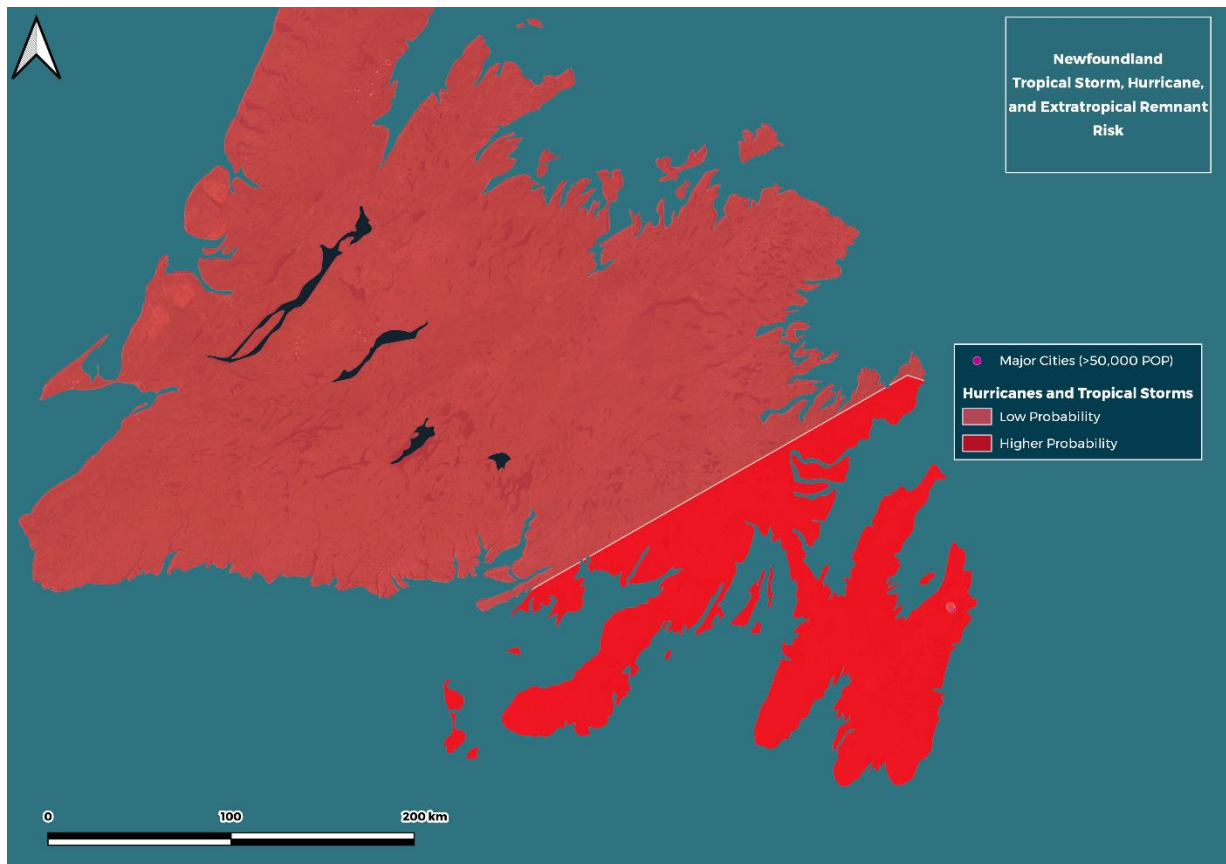 Newfoundland
Tropical Storm, Hurricane,
and Extratropical Remnant
Risk
Major Cities (>50,000 POP)
Hurricanes and Tropical Storms
Low Probability
Higher Probability
0 100 200 km